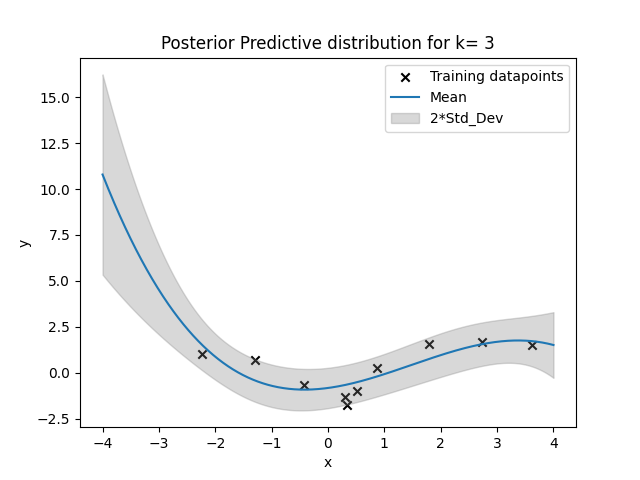 Posterior Predictive distribution for k= 3
Training datapoints
Mean
2*Std_Dev
15.0
12.5
10.0
7.5
5.0
2.5
0.0
−2.5
y
−4 −3 −2 −1 0 1 2 3 4
x